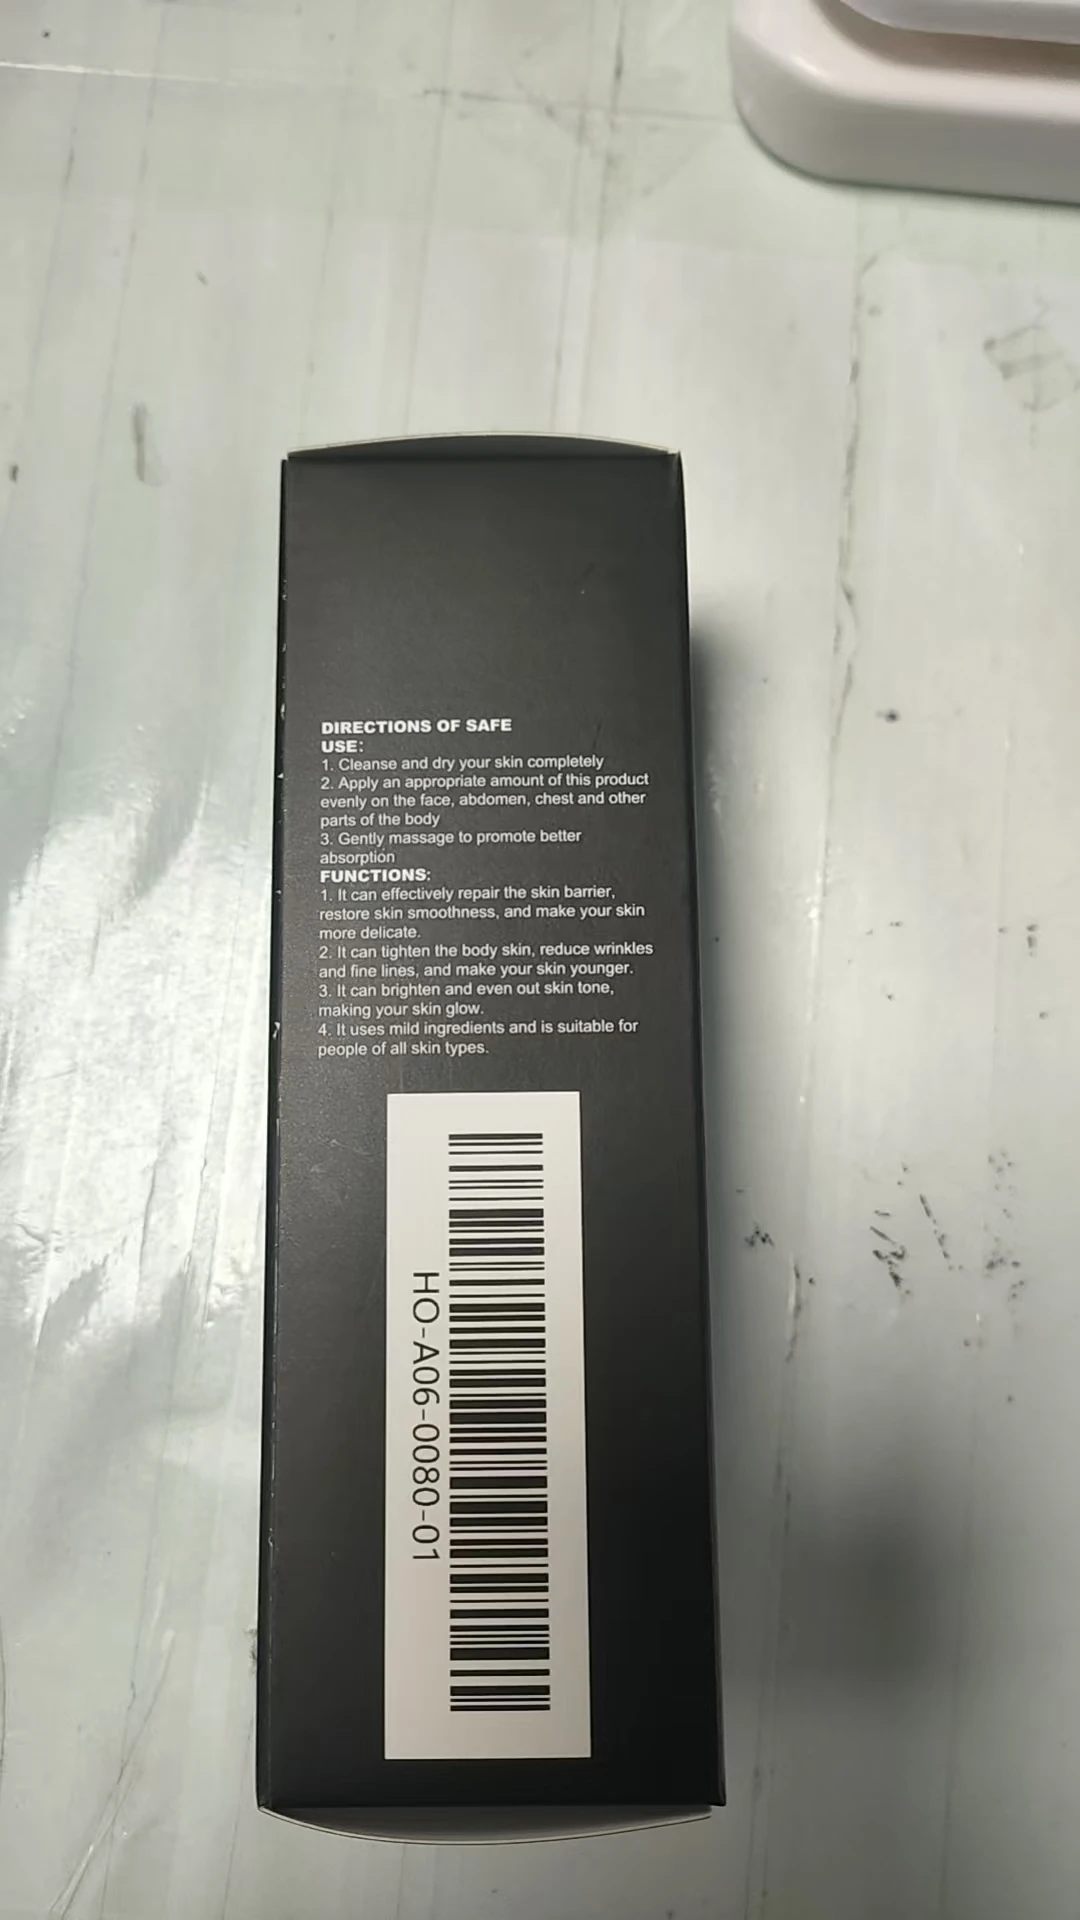 DIRECTIONS OF SAFE
USE:
1. Cleanse and dry your skin completely
2. Apply an appropriate amount of this product
evenly on the face, abdomen, chest and other
parts of the body
3. Gently massage to promote better
absorption
FUNCTIONS:
1. It can effectively repair the skin barrier,
restore skin smoothness, and make your skin
more delicate.
2. It can tighten the body skin, reduce wrinkles
and fine lines, and make your skin younger.
3. It can brighten and even out skin tone,
making your skin glow.
4. It uses mild ingredients and is suitable for
people of all skin types.
HO-A06-0080-01